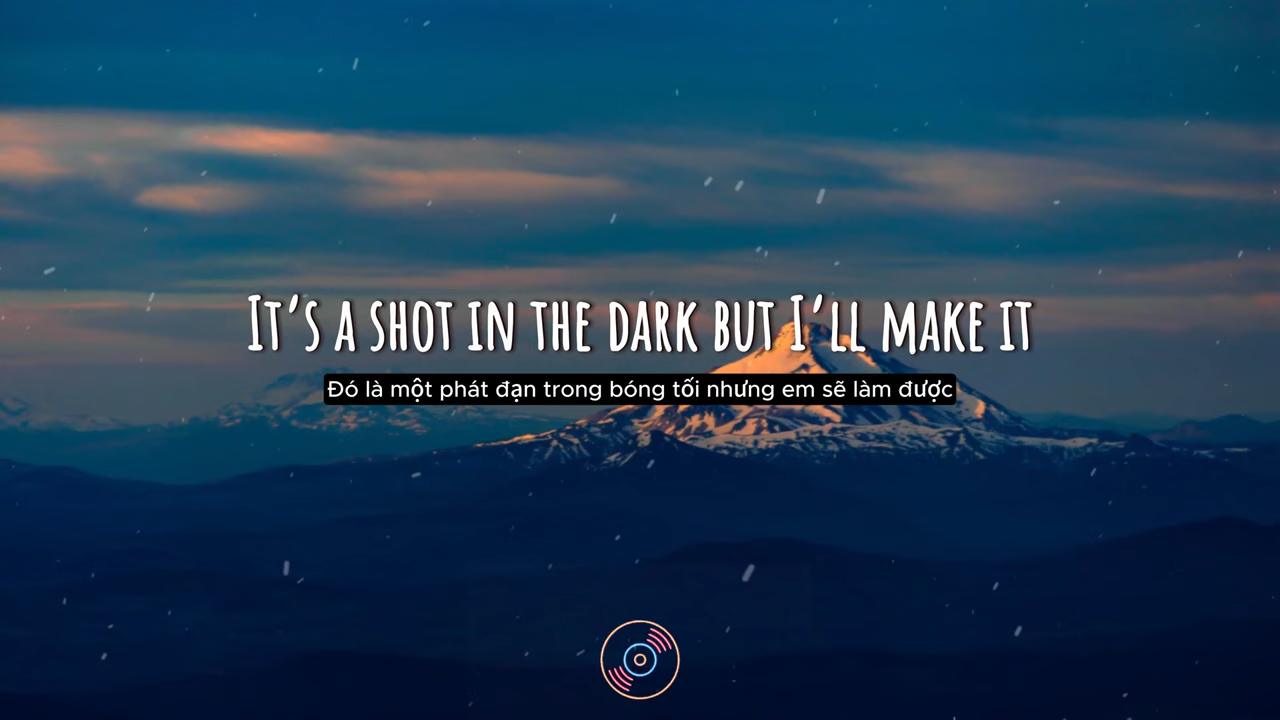 It's a shot in the dark but I'll make it
Đó là một phát đạn trong bóng tối nhưng em sẽ làm được